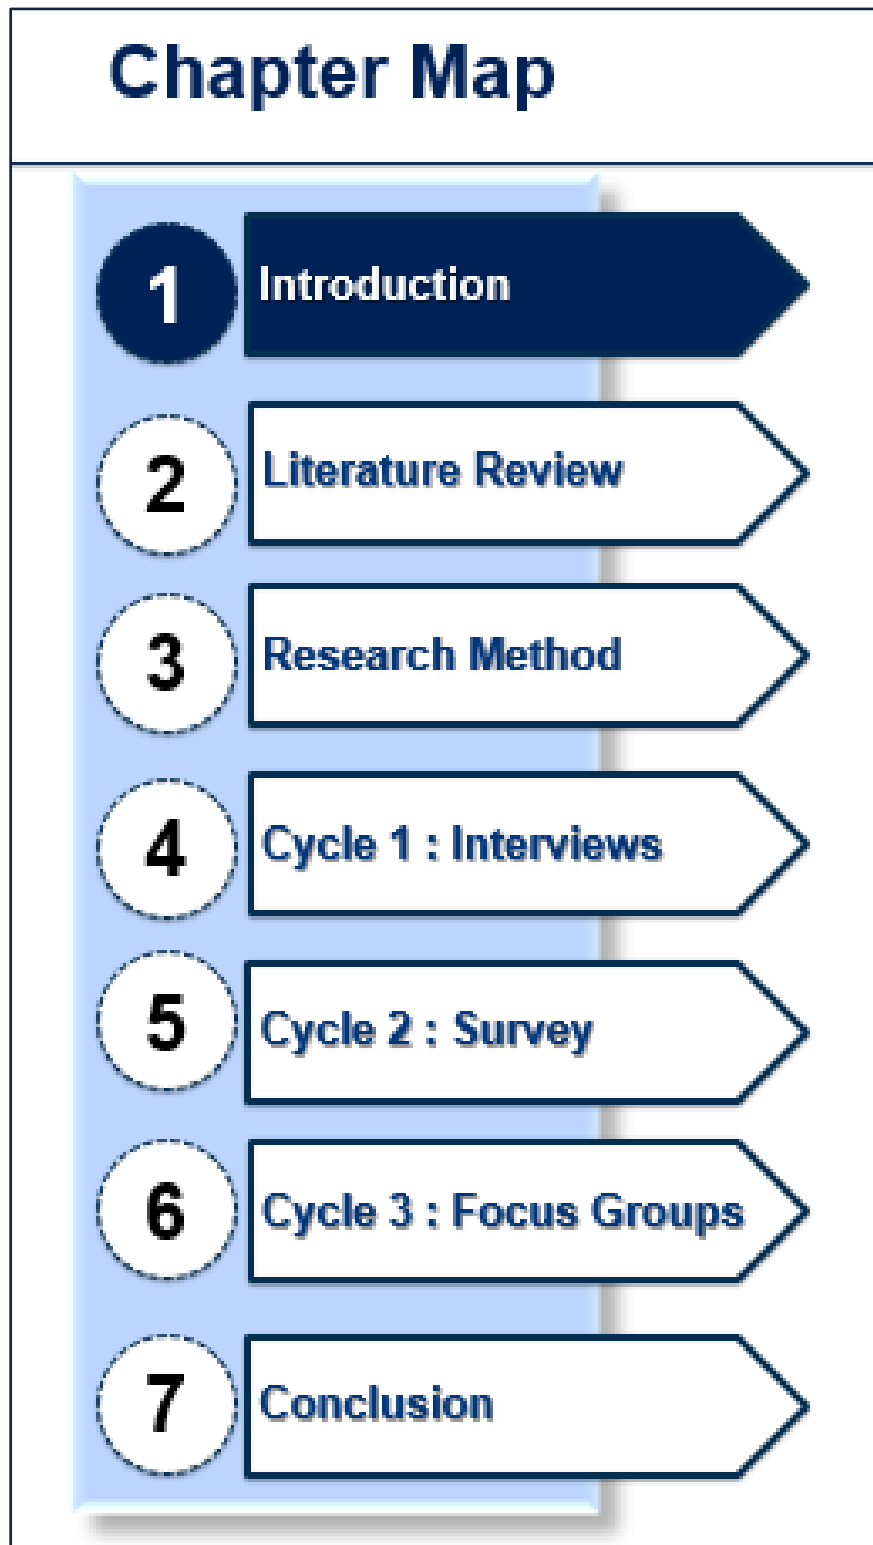 Chapter Map
1 Introduction
2 Literature Review
3 Research Method
4 Cycle 1 : Interviews
5 Cycle 2 : Survey
6 Cycle 3 : Focus Groups
7 Conclusion